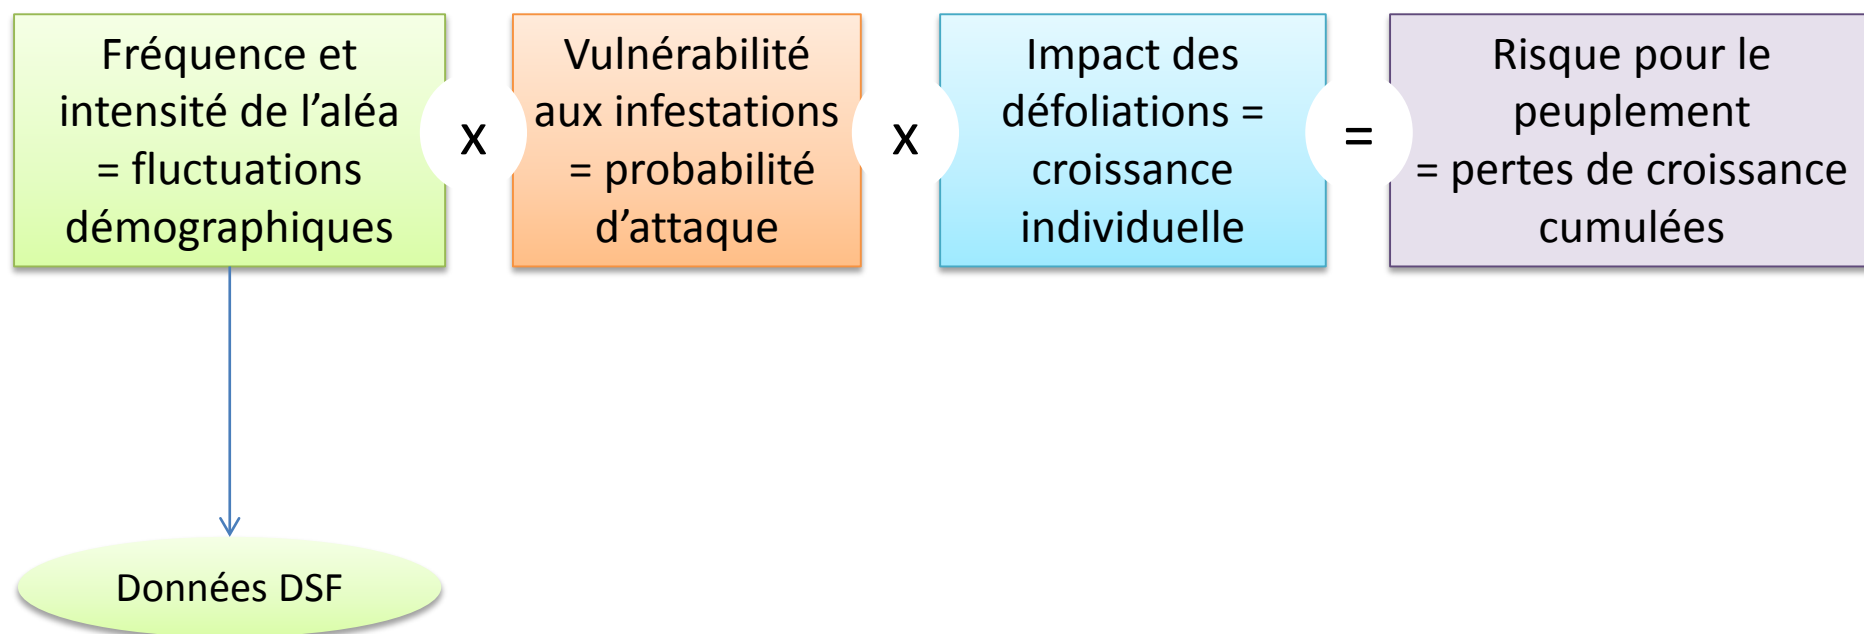 Fréquence et
intensité de l’aléa
= fluctuations
démographiques
x
Vulnérabilité
aux infestations
= probabilité
d’attaque
x
Impact des
défoliations =
croissance
individuelle
=
Risque pour le
peuplement
= pertes de croissance
cumulées
Données DSF